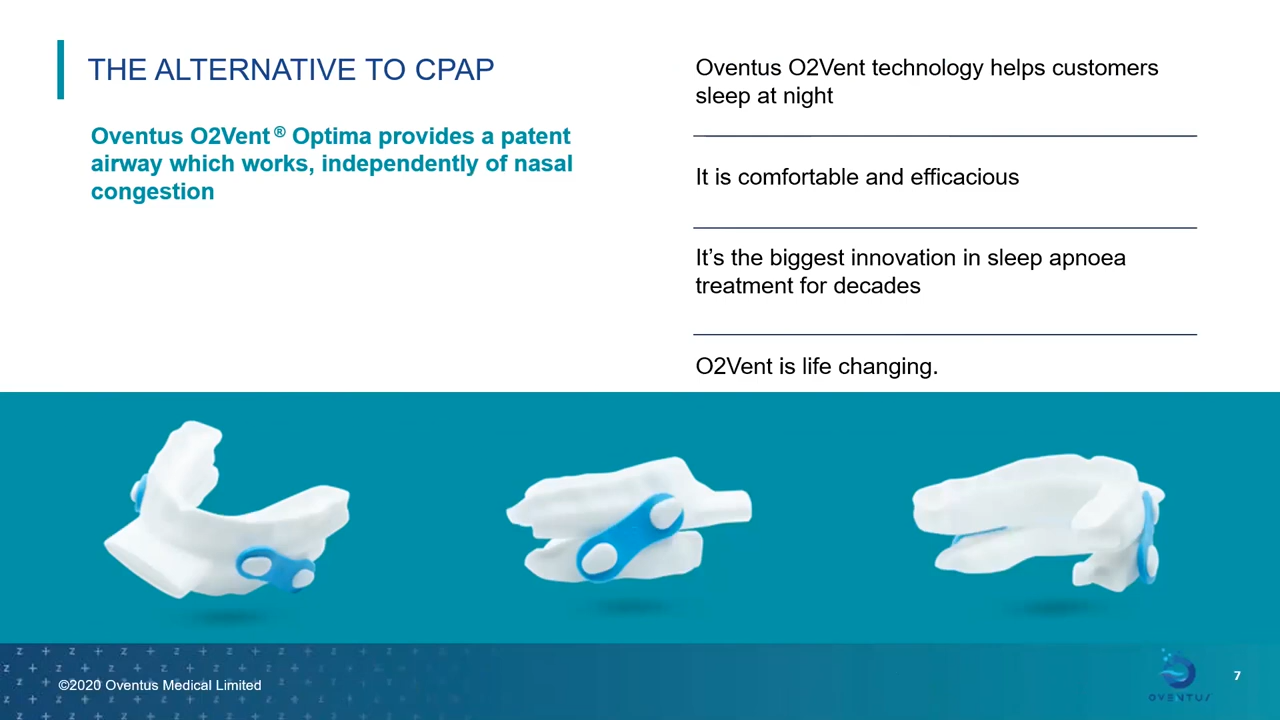 THE ALTERNATIVE TO CPAP
Oventus O2Vent ® Optima provides a patent
airway which works, independently of nasal
congestion
Oventus O2Vent technology helps customers
sleep at night
It is comfortable and efficacious
It’s the biggest innovation in sleep apnoea
treatment for decades
O2Vent is life changing.
©2020 Oventus Medical Limited
OVENTUS
7